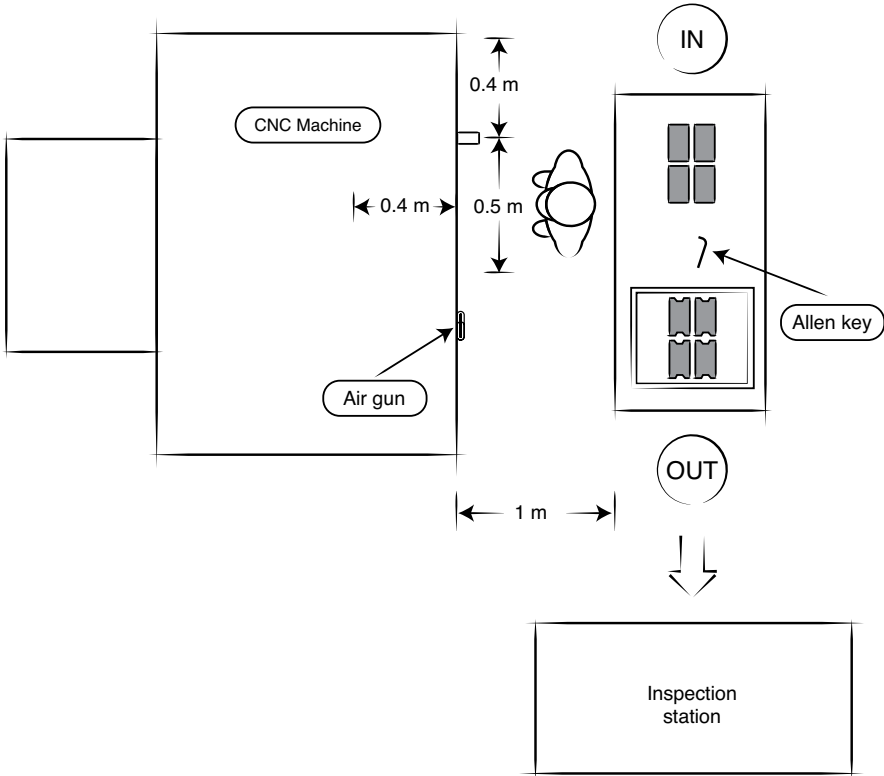 IN
0.4 m
CNC Machine
0.4 m
0.5 m
Allen key
Air gun
OUT
1 m
Inspection
station